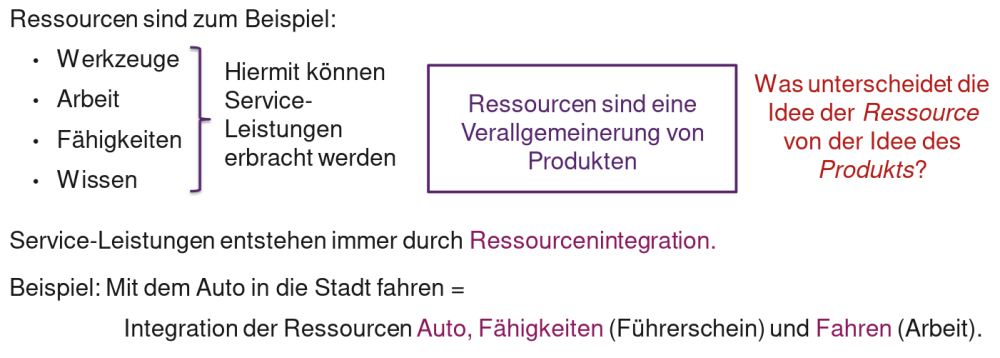 Ressourcen sind zum Beispiel:
• Werkzeuge
• Arbeit
• Fähigkeiten
• Wissen
Hiermit können
Service-
Leistungen
erbracht werden
Ressourcen sind eine
Verallgemeinerung von
Produkten
Was unterscheidet die
Idee der Ressource
von der Idee des
Produkts?
Service-Leistungen entstehen immer durch Ressourcenintegration.
Beispiel: Mit dem Auto in die Stadt fahren =
Integration der Ressourcen Auto, Fähigkeiten (Führerschein) und Fahren (Arbeit).